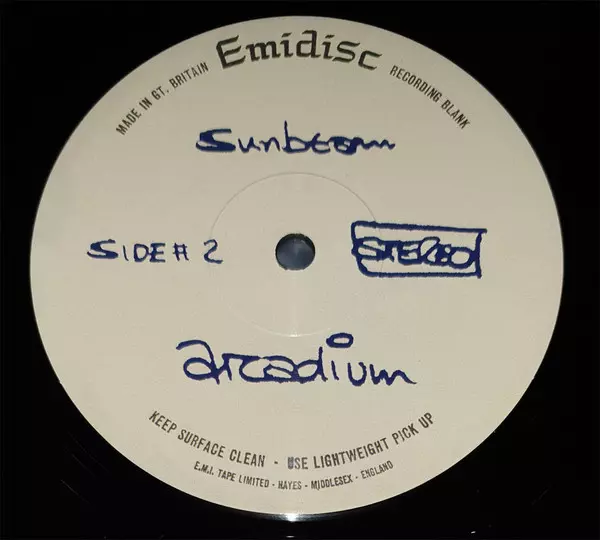 Emidisc
MADE IN GT. BRITAIN
RECORDING BLANK
Sunbeam
SIDE # 2
STEREO
arcadium
KEEP SURFACE CLEAN - USE LIGHTWEIGHT PICK UP
E.M.I. TAPE LIMITED - HAYES - MIDDLESEX - ENGLAND